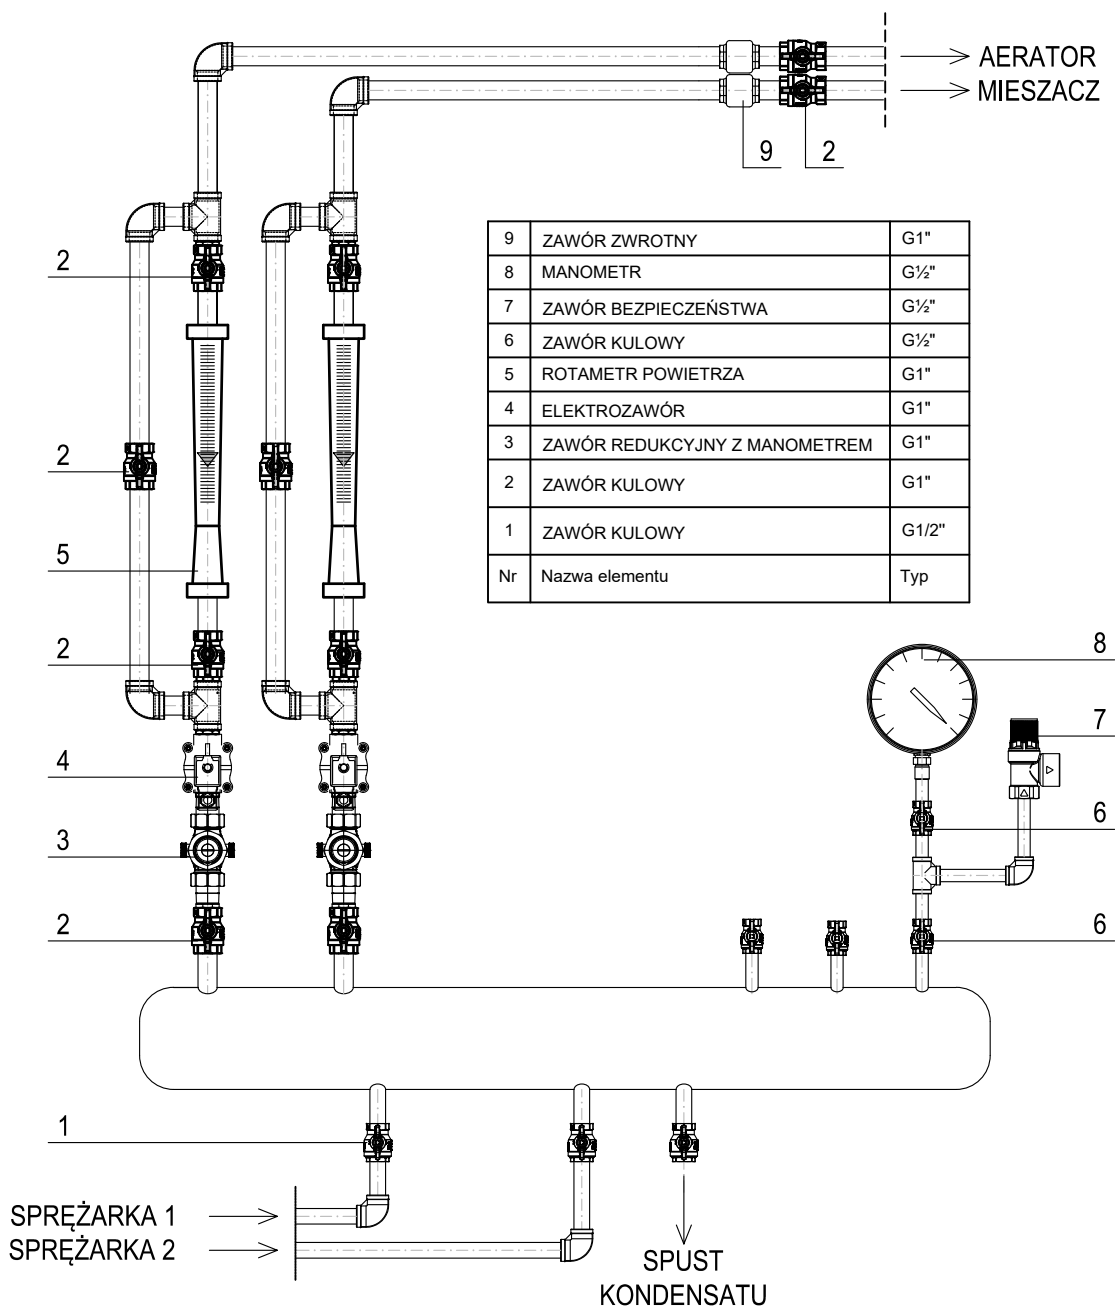 AERATOR
MIESZACZ
9 2
9 ZAWÓR ZWROTNY G1"
8 MANOMETR G½"
7 ZAWÓR BEZPIECZEŃSTWA G½"
6 ZAWÓR KULOWY G½"
5 ROTAMETR POWIETRZA G1"
4 ELEKTROZAWÓR G1"
3 ZAWÓR REDUKCYJNY Z MANOMETREM G1"
2 ZAWÓR KULOWY G1"
1 ZAWÓR KULOWY G1/2"
Nr Nazwa elementu Typ
2
2
5
2
4
3
2
8
7
6
6
1
SPRĘŻARKA 1
SPRĘŻARKA 2
SPUST
KONDENSATU